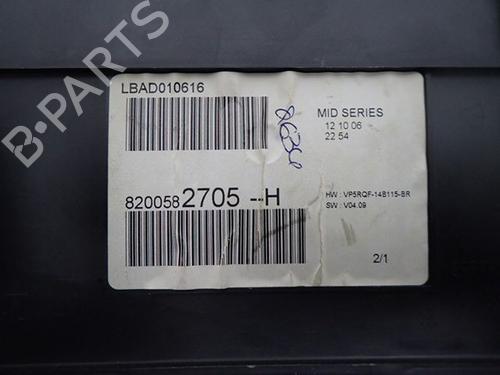 LBAD010616
MID SERIES
12 10 06
22 54
8200582705--H
HW : VP5RQF-14B115-BR
SW : V04.09
2/1
B-PARTS